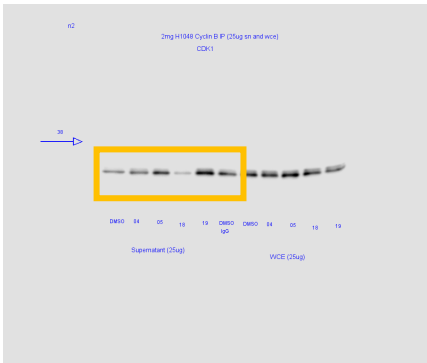 n2
2mg H1048 Cyclin B IP (25ug sn and wce)
CDK1
38
DMSO 04 05 18 19 DMSO IgG DMSO 04 05 18 19
Supernatant (25ug) WCE (25ug)